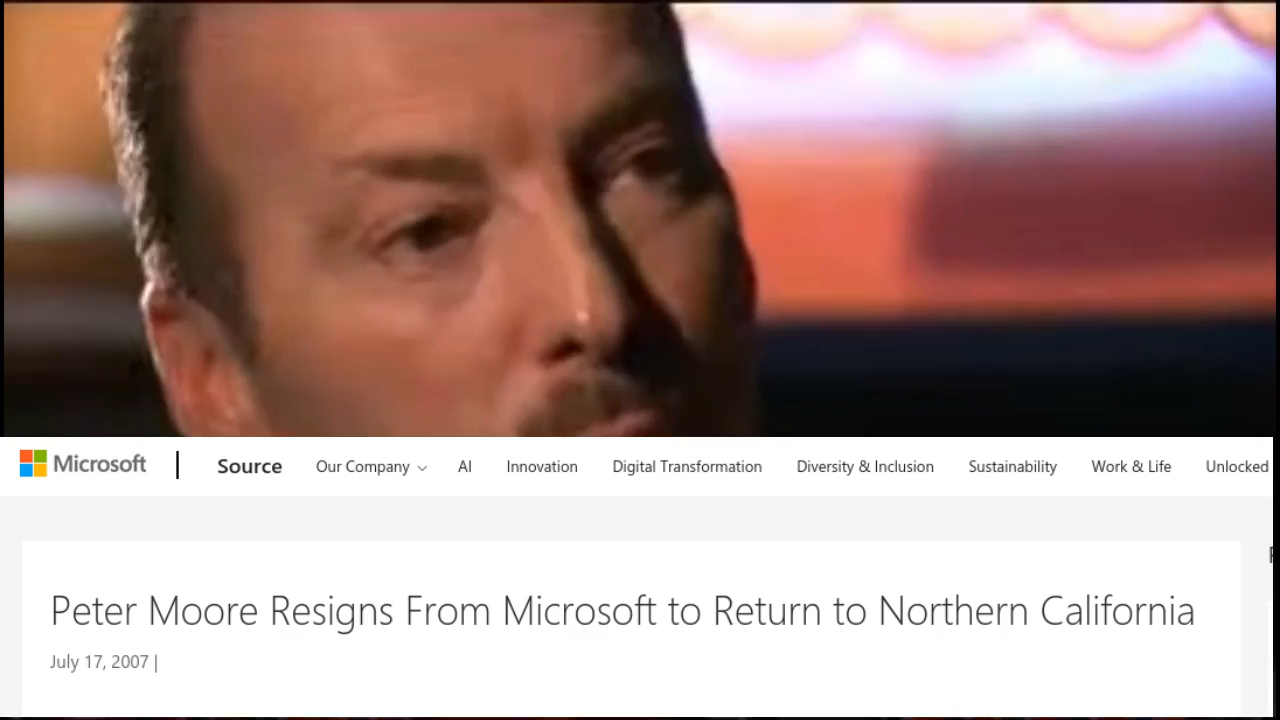 Microsoft | Source Our Company AI Innovation Digital Transformation Diversity & Inclusion Sustainability Work & Life Unlocked
Peter Moore Resigns From Microsoft to Return to Northern California
July 17, 2007 |